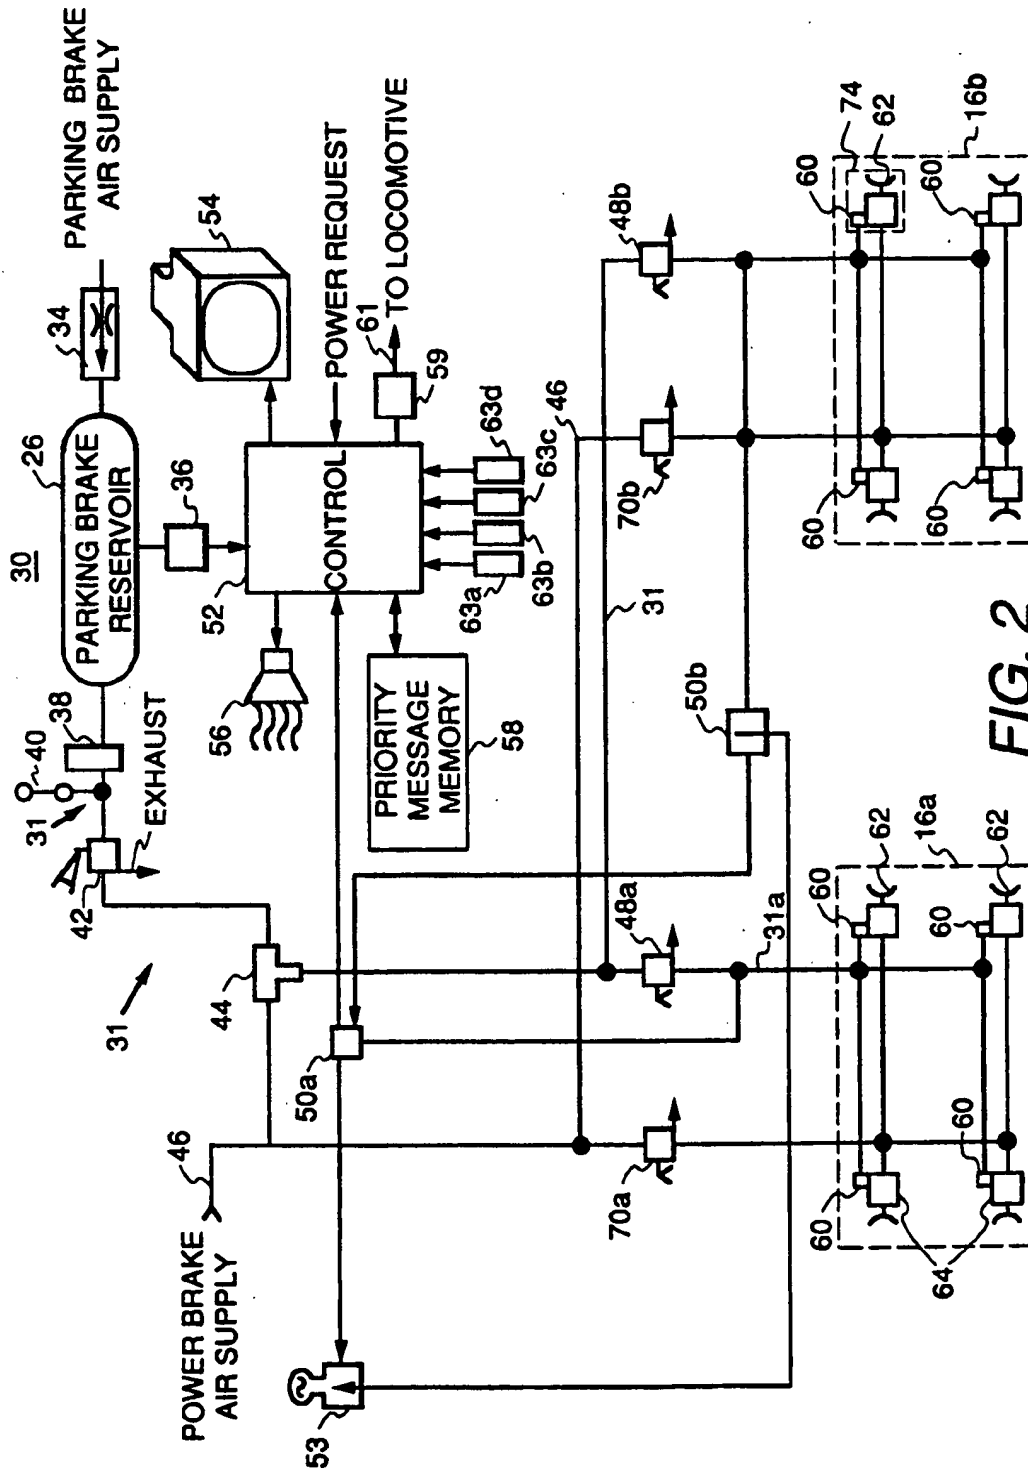 PARKING BRAKE
AIR SUPPLY
34
26
PARKING BRAKE
RESERVOIR
30
36
38
40
31
EXHAUST
42
44
31
46
POWER BRAKE
AIR SUPPLY
54
POWER REQUEST
TO LOCOMOTIVE
61
59
52
CONTROL
63a
63b
63c
63d
56
PRIORITY
MESSAGE
MEMORY
58
53
50a
50b
46
31
31a
48a
48b
70a
70b
16a
60
60
60
60
62
62
64
16b
60
60
60
60
62
74
FIG. 2